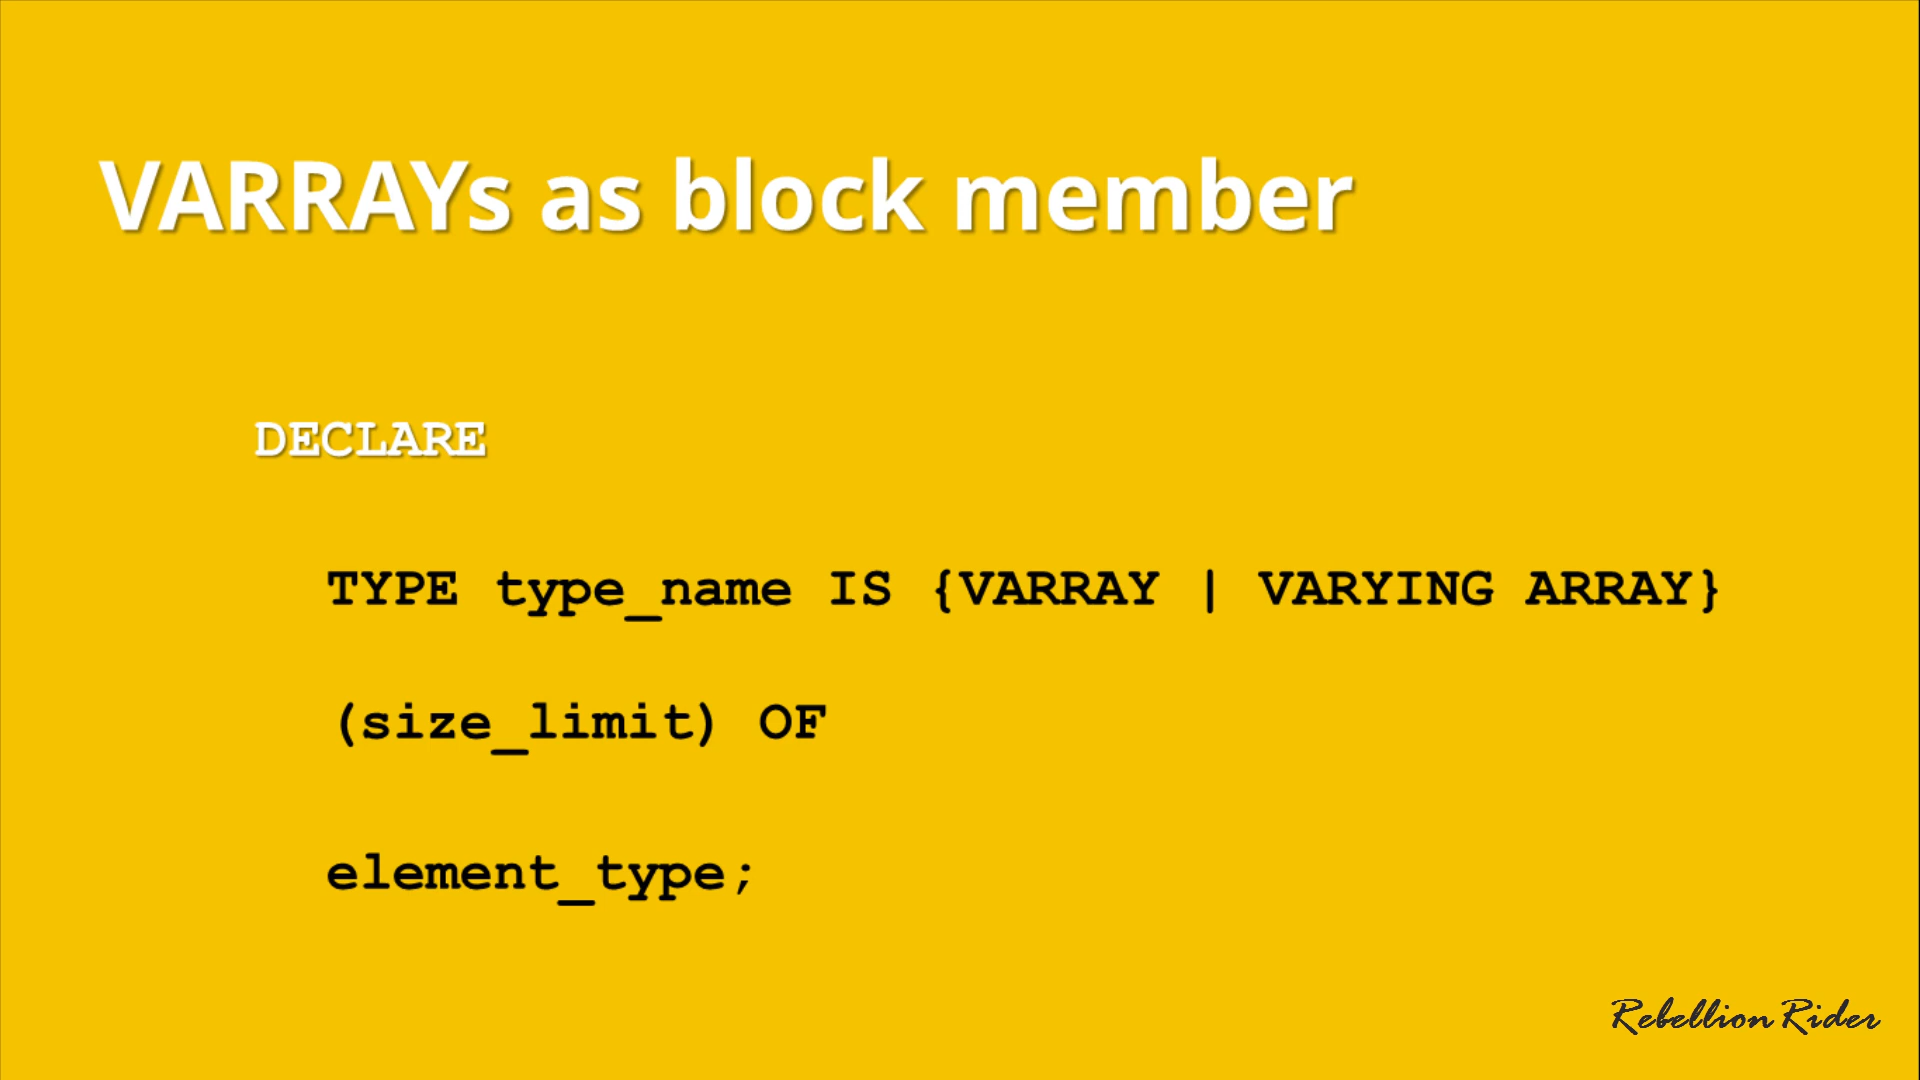 VARRAYs as block member
DECLARE
TYPE type_name IS {VARRAY | VARYING ARRAY}
(size_limit) OF
element_type;
Rebellion Rider